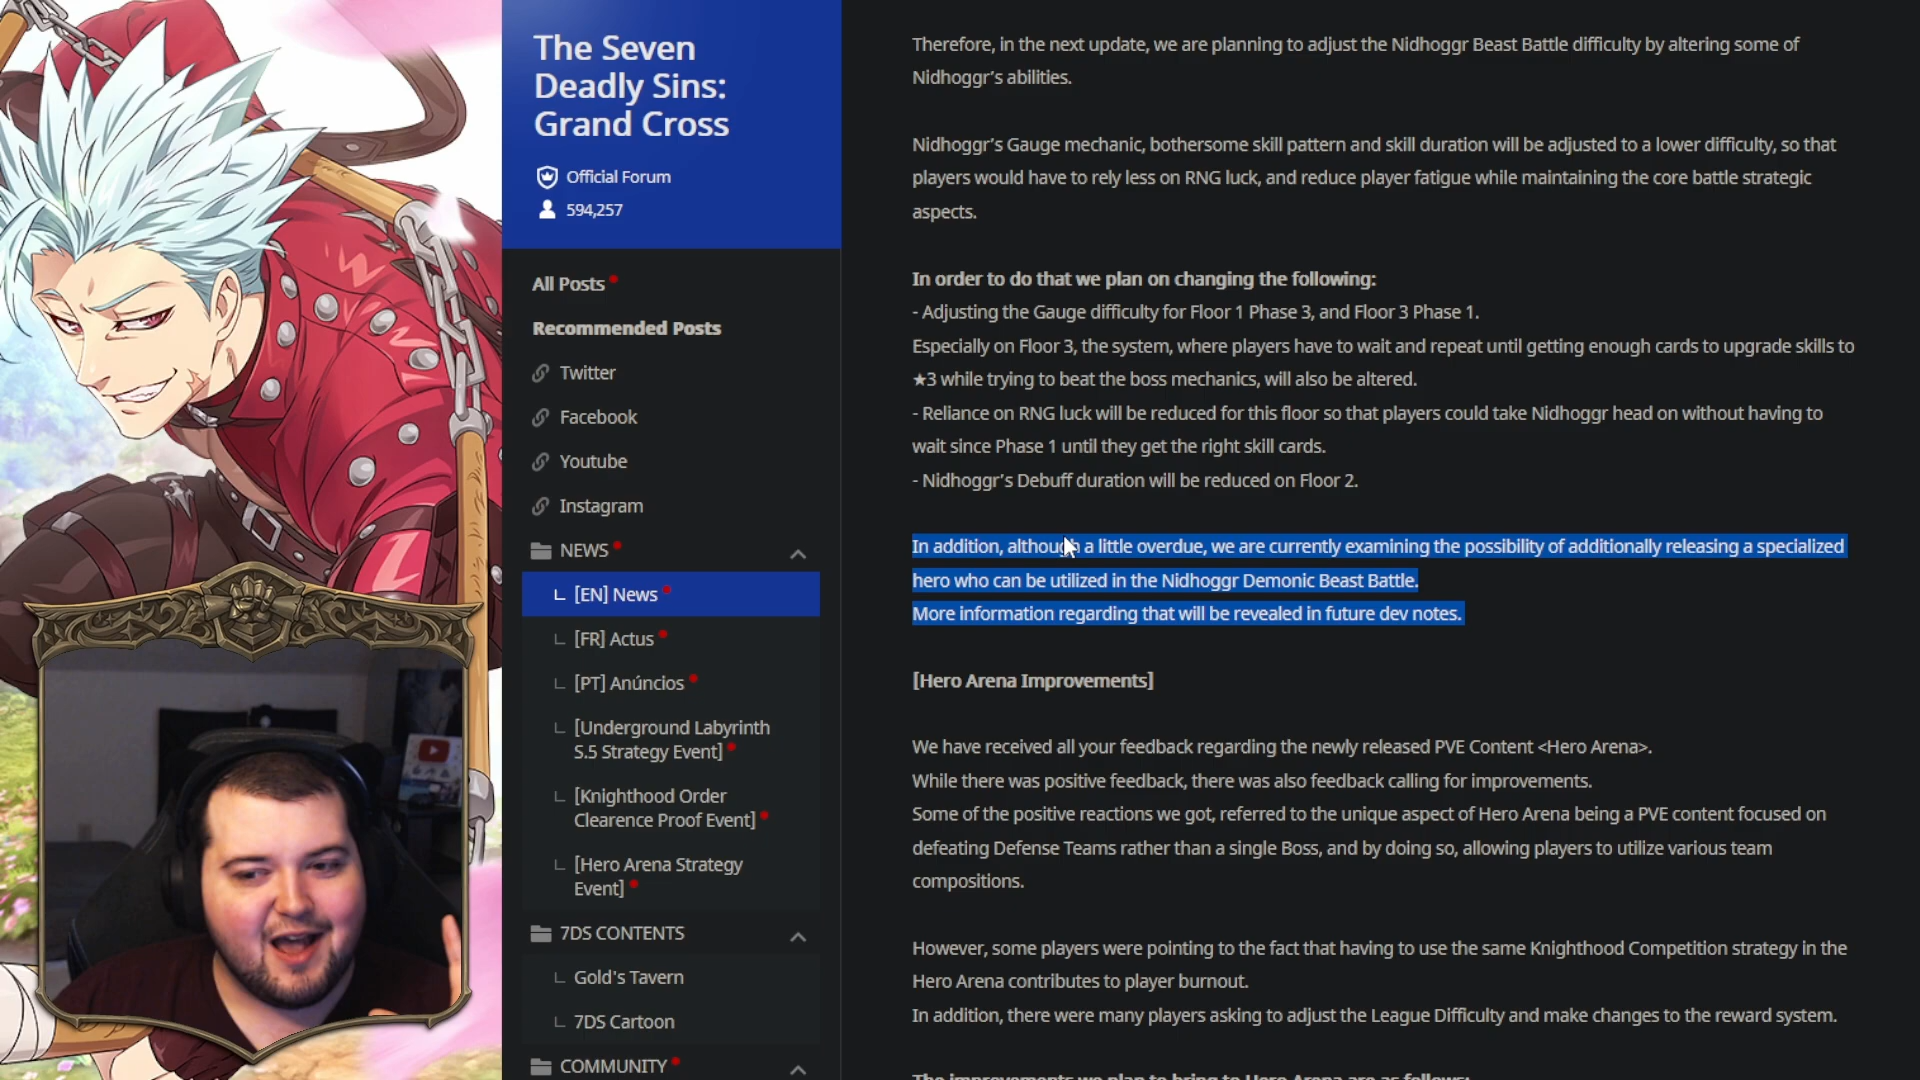 The Seven
Deadly Sins:
Grand Cross
Official Forum
594,257
All Posts
Recommended Posts
Twitter
Facebook
Youtube
Instagram
NEWS
[EN] News
[FR] Actus
[PT] Anúncios
[Underground Labyrinth
S.5 Strategy Event]
[Knighthood Order
Clearence Proof Event]
[Hero Arena Strategy
Event]
7DS CONTENTS
Gold's Tavern
7DS Cartoon
COMMUNITY
Therefore, in the next update, we are planning to adjust the Nidhoggr Beast Battle difficulty by altering some of
Nidhoggr’s abilities.
Nidhoggr’s Gauge mechanic, bothersome skill pattern and skill duration will be adjusted to a lower difficulty, so that
players would have to rely less on RNG luck, and reduce player fatigue while maintaining the core battle strategic
aspects.
In order to do that we plan on changing the following:
- Adjusting the Gauge difficulty for Floor 1 Phase 3, and Floor 3 Phase 1.
Especially on Floor 3, the system, where players have to wait and repeat until getting enough cards to upgrade skills to
★3 while trying to beat the boss mechanics, will also be altered.
- Reliance on RNG luck will be reduced for this floor so that players could take Nidhoggr head on without having to
wait since Phase 1 until they get the right skill cards.
- Nidhoggr’s Debuff duration will be reduced on Floor 2.
In addition, although a little overdue, we are currently examining the possibility of additionally releasing a specialized
hero who can be utilized in the Nidhoggr Demonic Beast Battle.
More information regarding that will be revealed in future dev notes.
[Hero Arena Improvements]
We have received all your feedback regarding the newly released PVE Content <Hero Arena>.
While there was positive feedback, there was also feedback calling for improvements.
Some of the positive reactions we got, referred to the unique aspect of Hero Arena being a PVE content focused on
defeating Defense Teams rather than a single Boss, and by doing so, allowing players to utilize various team
compositions.
However, some players were pointing to the fact that having to use the same Knighthood Competition strategy in the
Hero Arena contributes to player burnout.
In addition, there were many players asking to adjust the League Difficulty and make changes to the reward system.
The improvements we plan to bring to Hero Arena are as follows: